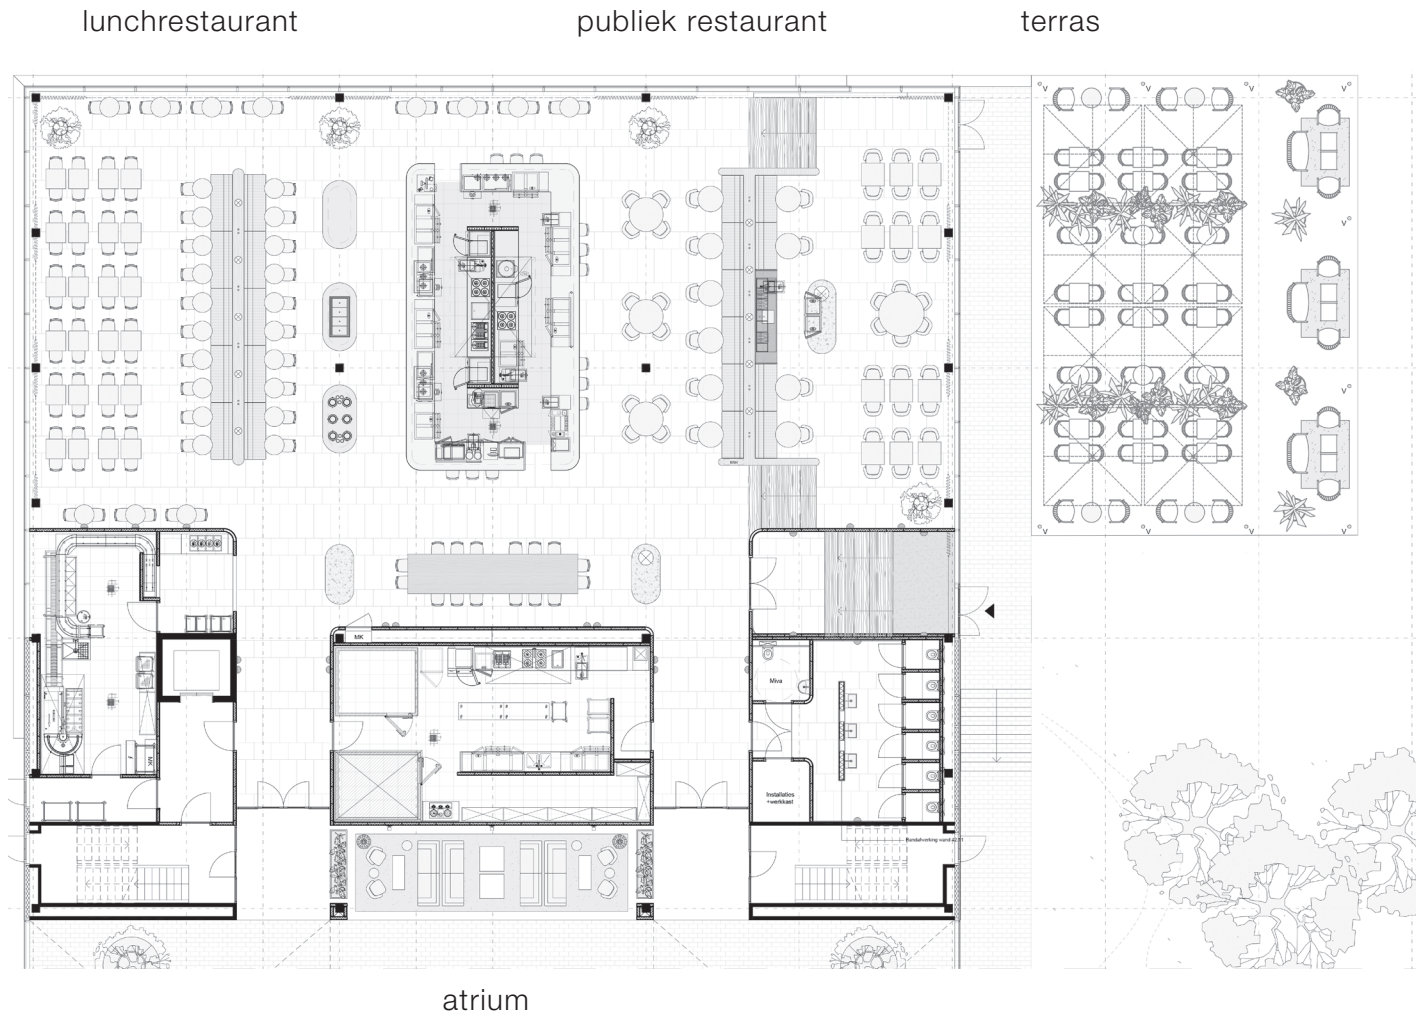 lunchrestaurant
publiek restaurant
terras
MK
Miva
MK
Installaties
+werkkast
atrium